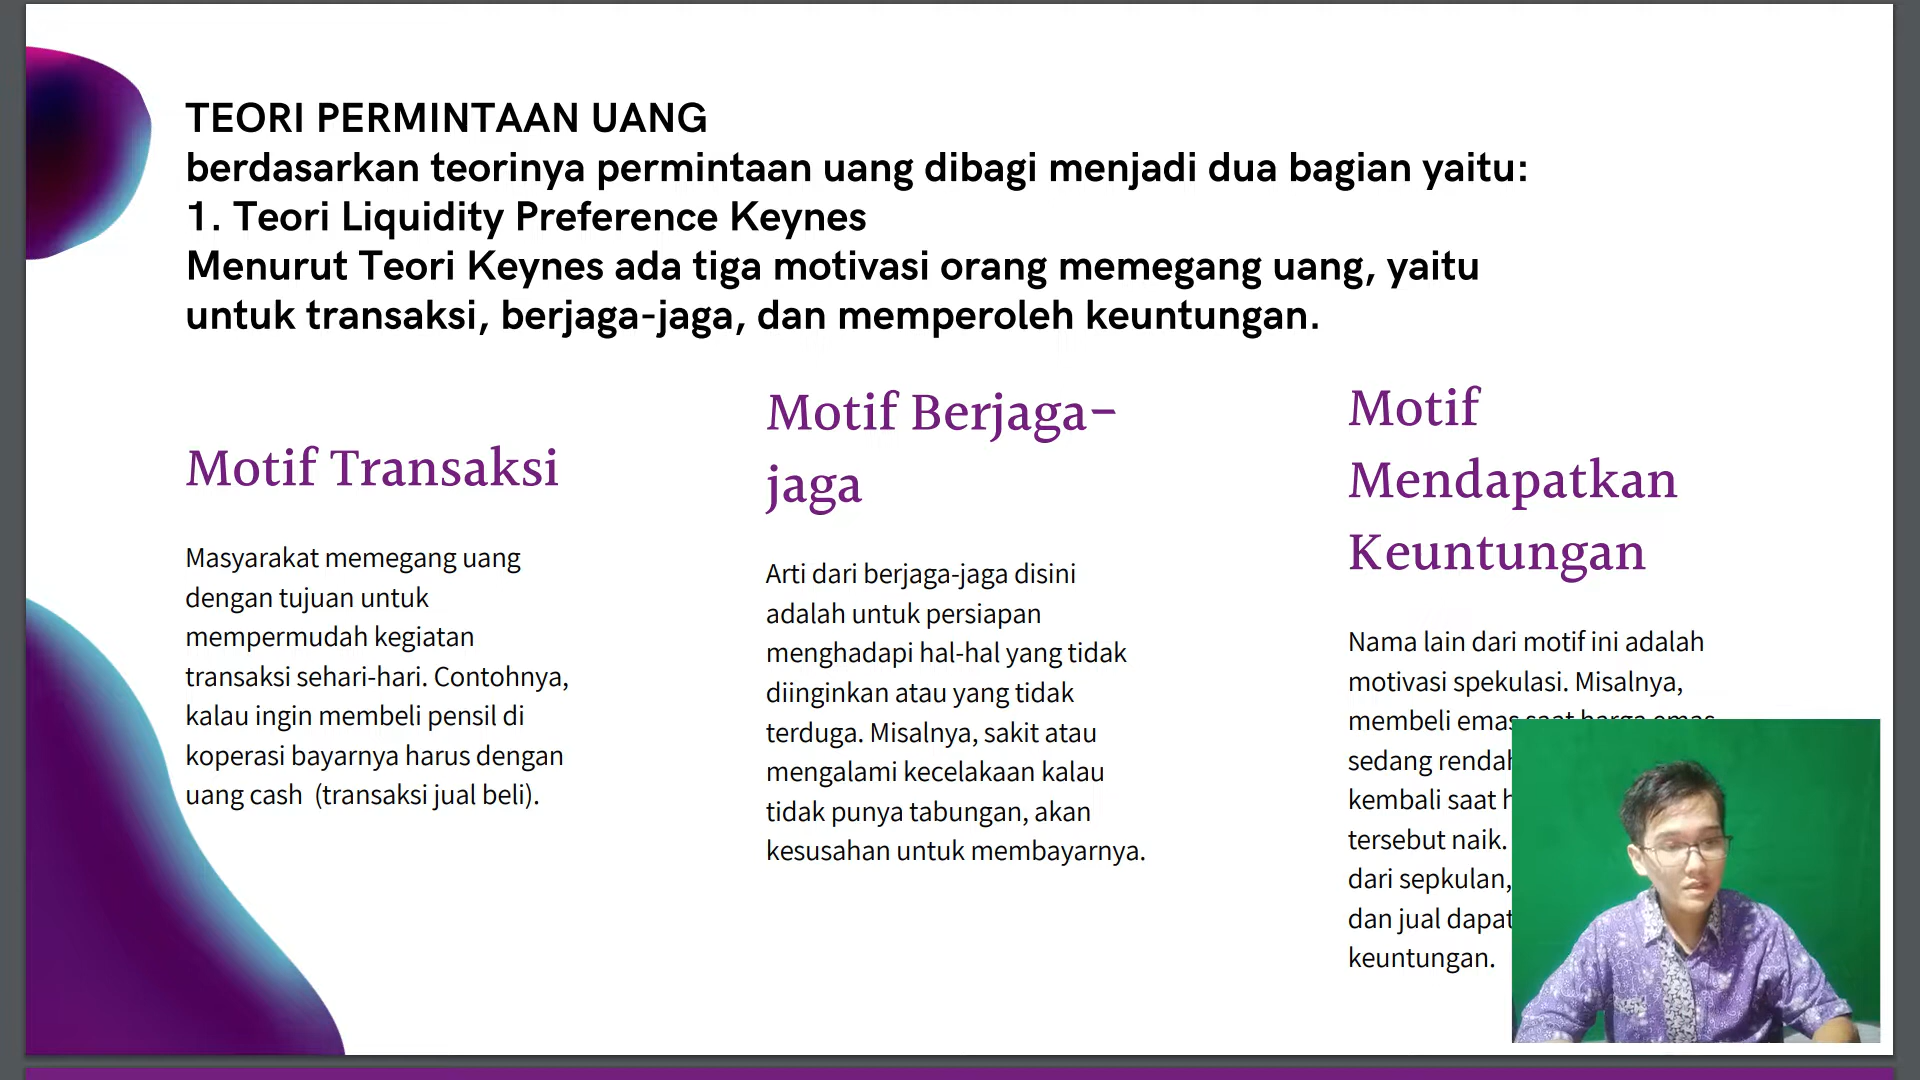 TEORI PERMINTAAN UANG
berdasarkan teorinya permintaan uang dibagi menjadi dua bagian yaitu:
1. Teori Liquidity Preference Keynes
Menurut Teori Keynes ada tiga motivasi orang memegang uang, yaitu
untuk transaksi, berjaga-jaga, dan memperoleh keuntungan.
Motif Transaksi
Masyarakat memegang uang
dengan tujuan untuk
mempermudah kegiatan
transaksi sehari-hari. Contohnya,
kalau ingin membeli pensil di
koperasi bayarnya harus dengan
uang cash  (transaksi jual beli).
Motif Berjaga-
jaga
Arti dari berjaga-jaga disini
adalah untuk persiapan
menghadapi hal-hal yang tidak
diinginkan atau yang tidak
terduga. Misalnya, sakit atau
mengalami kecelakaan kalau
tidak punya tabungan, akan
kesusahan untuk membayarnya.
Motif
Mendapatkan
Keuntungan
Nama lain dari motif ini adalah
motivasi spekulasi. Misalnya,
membeli emas saat harga emas
sedang rendah
kembali saat
tersebut naik.
dari sepkulan,
dan jual dapat
keuntungan.